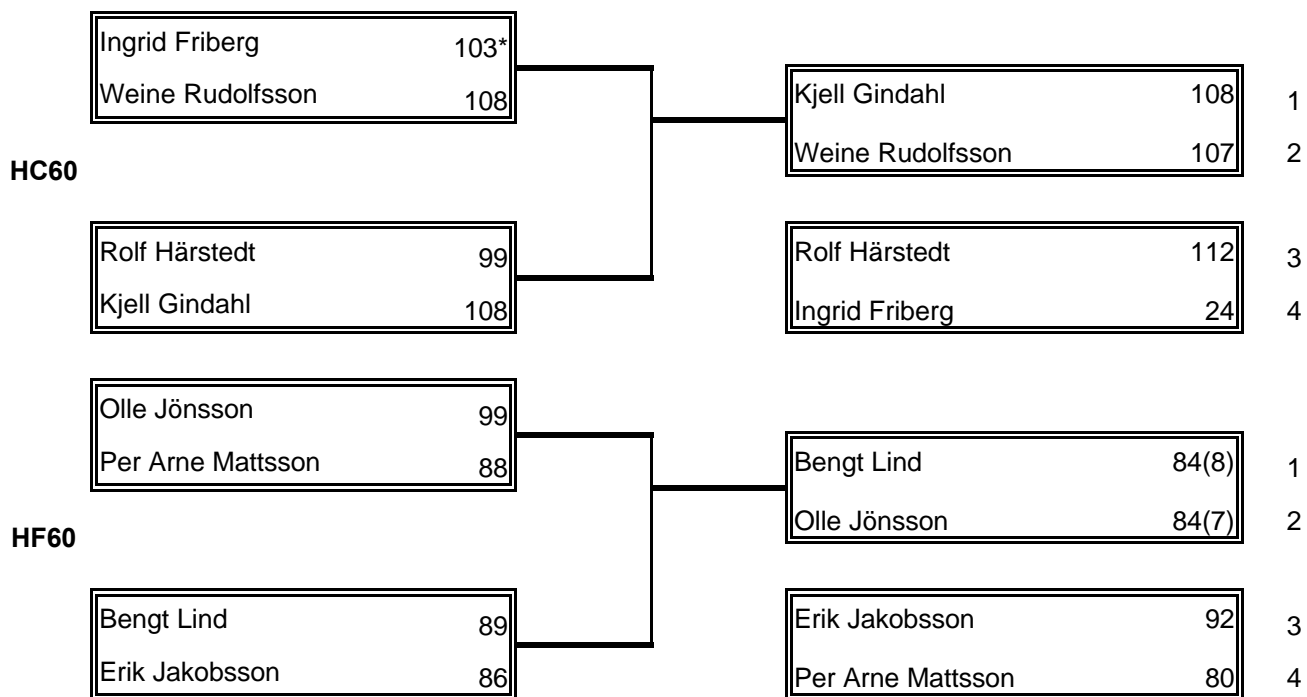 Ingrid Friberg 103*
Weine Rudolfsson 108
Kjell Gindahl 108 1
Weine Rudolfsson 107 2
HC60
Rolf Härstedt 99
Kjell Gindahl 108
Rolf Härstedt 112 3
Ingrid Friberg 24 4
Olle Jönsson 99
Per Arne Mattsson 88
Bengt Lind 84(8) 1
Olle Jönsson 84(7) 2
HF60
Bengt Lind 89
Erik Jakobsson 86
Erik Jakobsson 92 3
Per Arne Mattsson 80 4